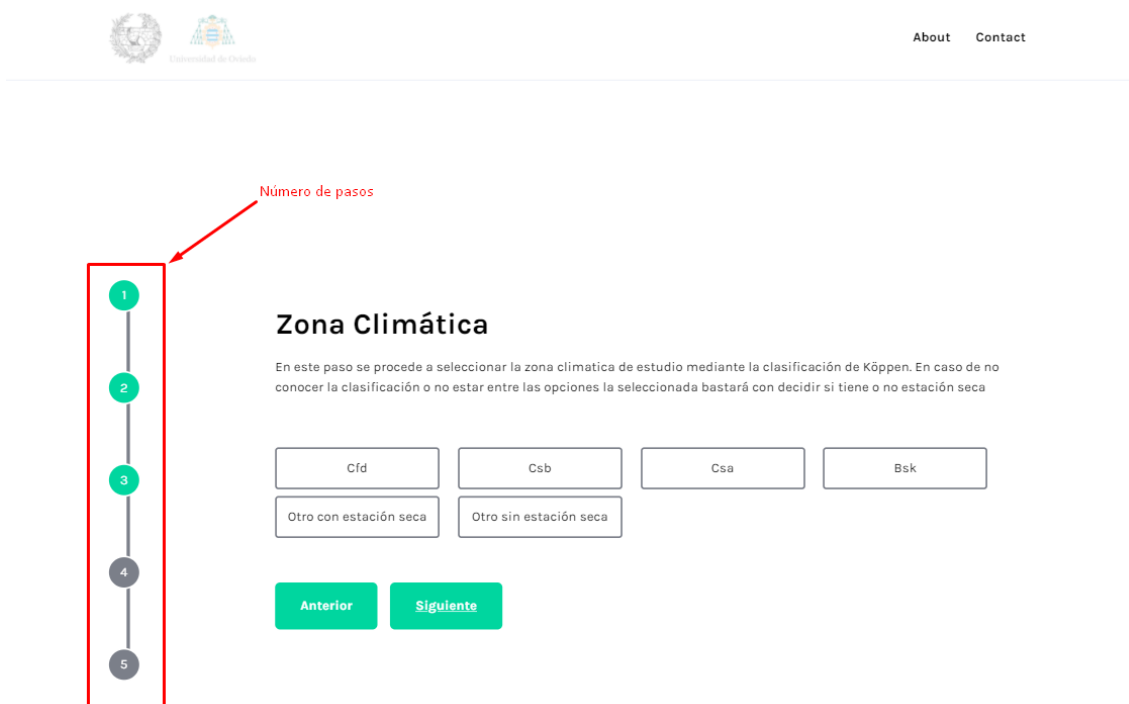 Universidad de Oviedo
About
Contact
Número de pasos
1
2
3
4
5
Zona Climática
En este paso se procede a seleccionar la zona climatica de estudio mediante la clasificación de Köppen. En caso de no
conocer la clasificación o no estar entre las opciones la seleccionada bastará con decidir si tiene o no estación seca
Cfd
Csb
Csa
Bsk
Otro con estación seca
Otro sin estación seca
Anterior
Siguiente